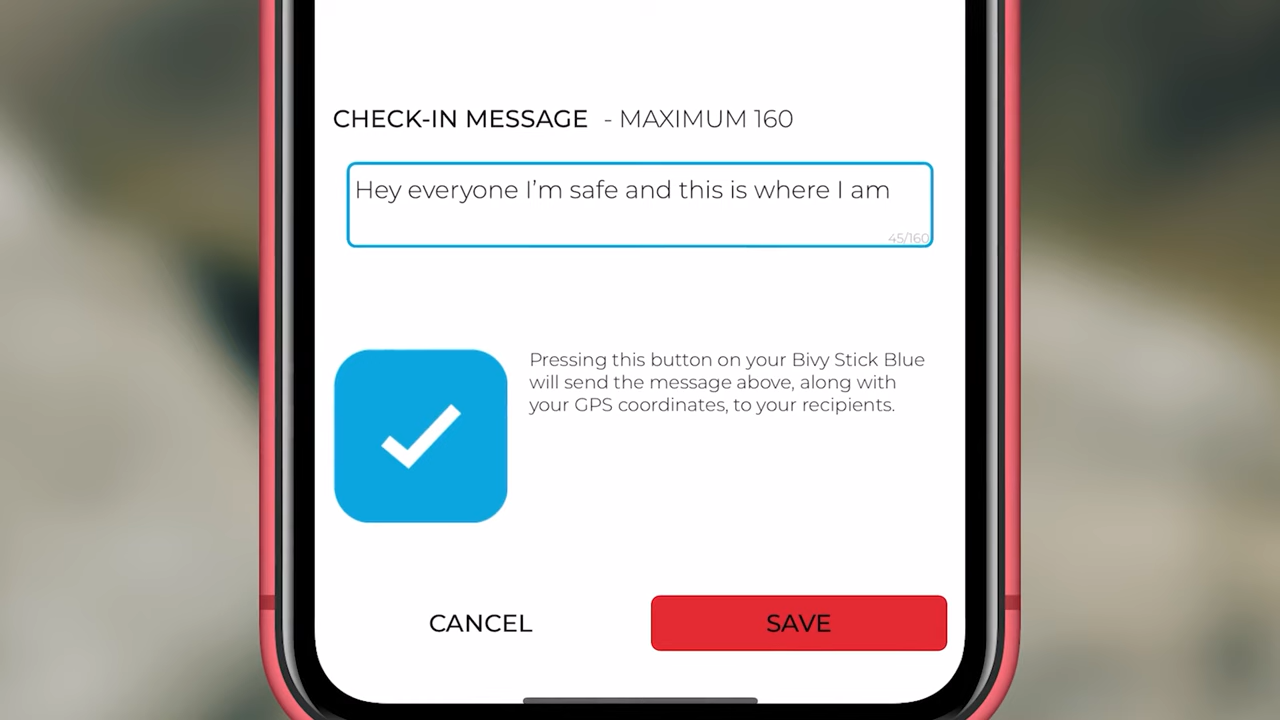 CHECK-IN MESSAGE - MAXIMUM 160
Hey everyone I'm safe and this is where I am
45/160
Pressing this button on your Bivy Stick Blue
will send the message above, along with
your GPS coordinates, to your recipients.
CANCEL
SAVE